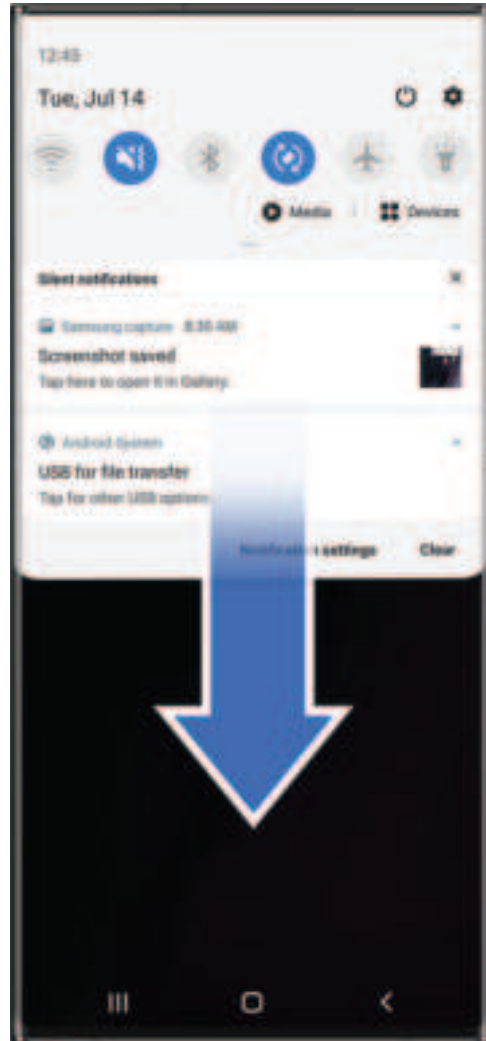 12:45
Tue, Jul 14
Media
Devices
Silent notifications
Samsung capture 8:30 AM
Screenshot saved
Tap here to open it in Gallery.
Android System
USB for file transfer
Tap for other USB options.
Notification settings Clear